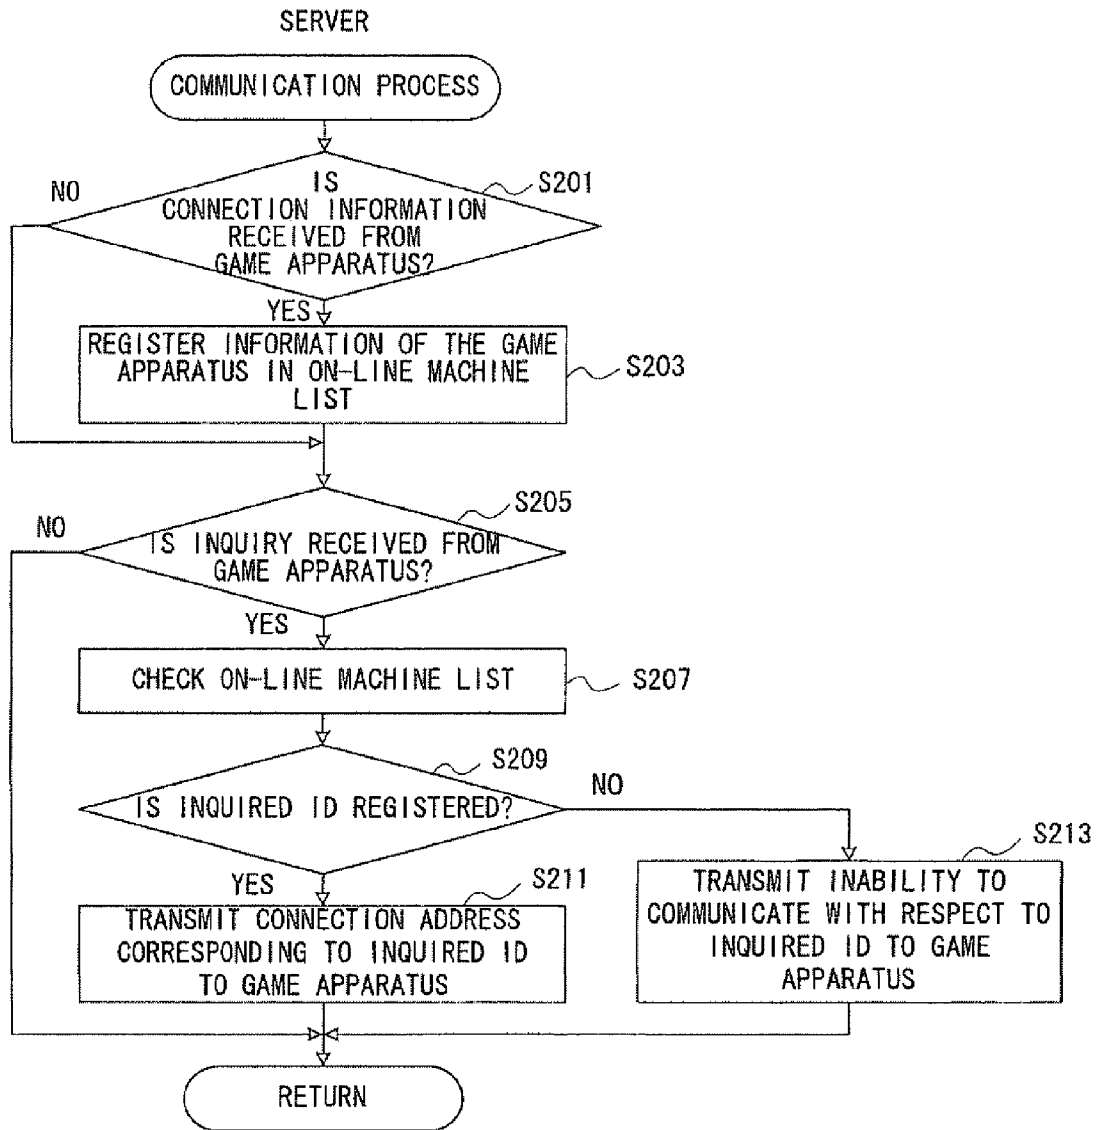 SERVER
COMMUNICATION PROCESS
NO
S201
IS
CONNECTION INFORMATION
RECEIVED FROM
GAME APPARATUS?
YES
REGISTER INFORMATION OF THE GAME
APPARATUS IN ON-LINE MACHINE
LIST
S203
S205
NO
IS INQUIRY RECEIVED FROM
GAME APPARATUS?
YES
CHECK ON-LINE MACHINE LIST
S207
S209
IS INQUIRED ID REGISTERED?
NO
YES
S211
TRANSMIT CONNECTION ADDRESS
CORRESPONDING TO INQUIRED ID
TO GAME APPARATUS
S213
TRANSMIT INABILITY TO
COMMUNICATE WITH RESPECT TO
INQUIRED ID TO GAME
APPARATUS
RETURN